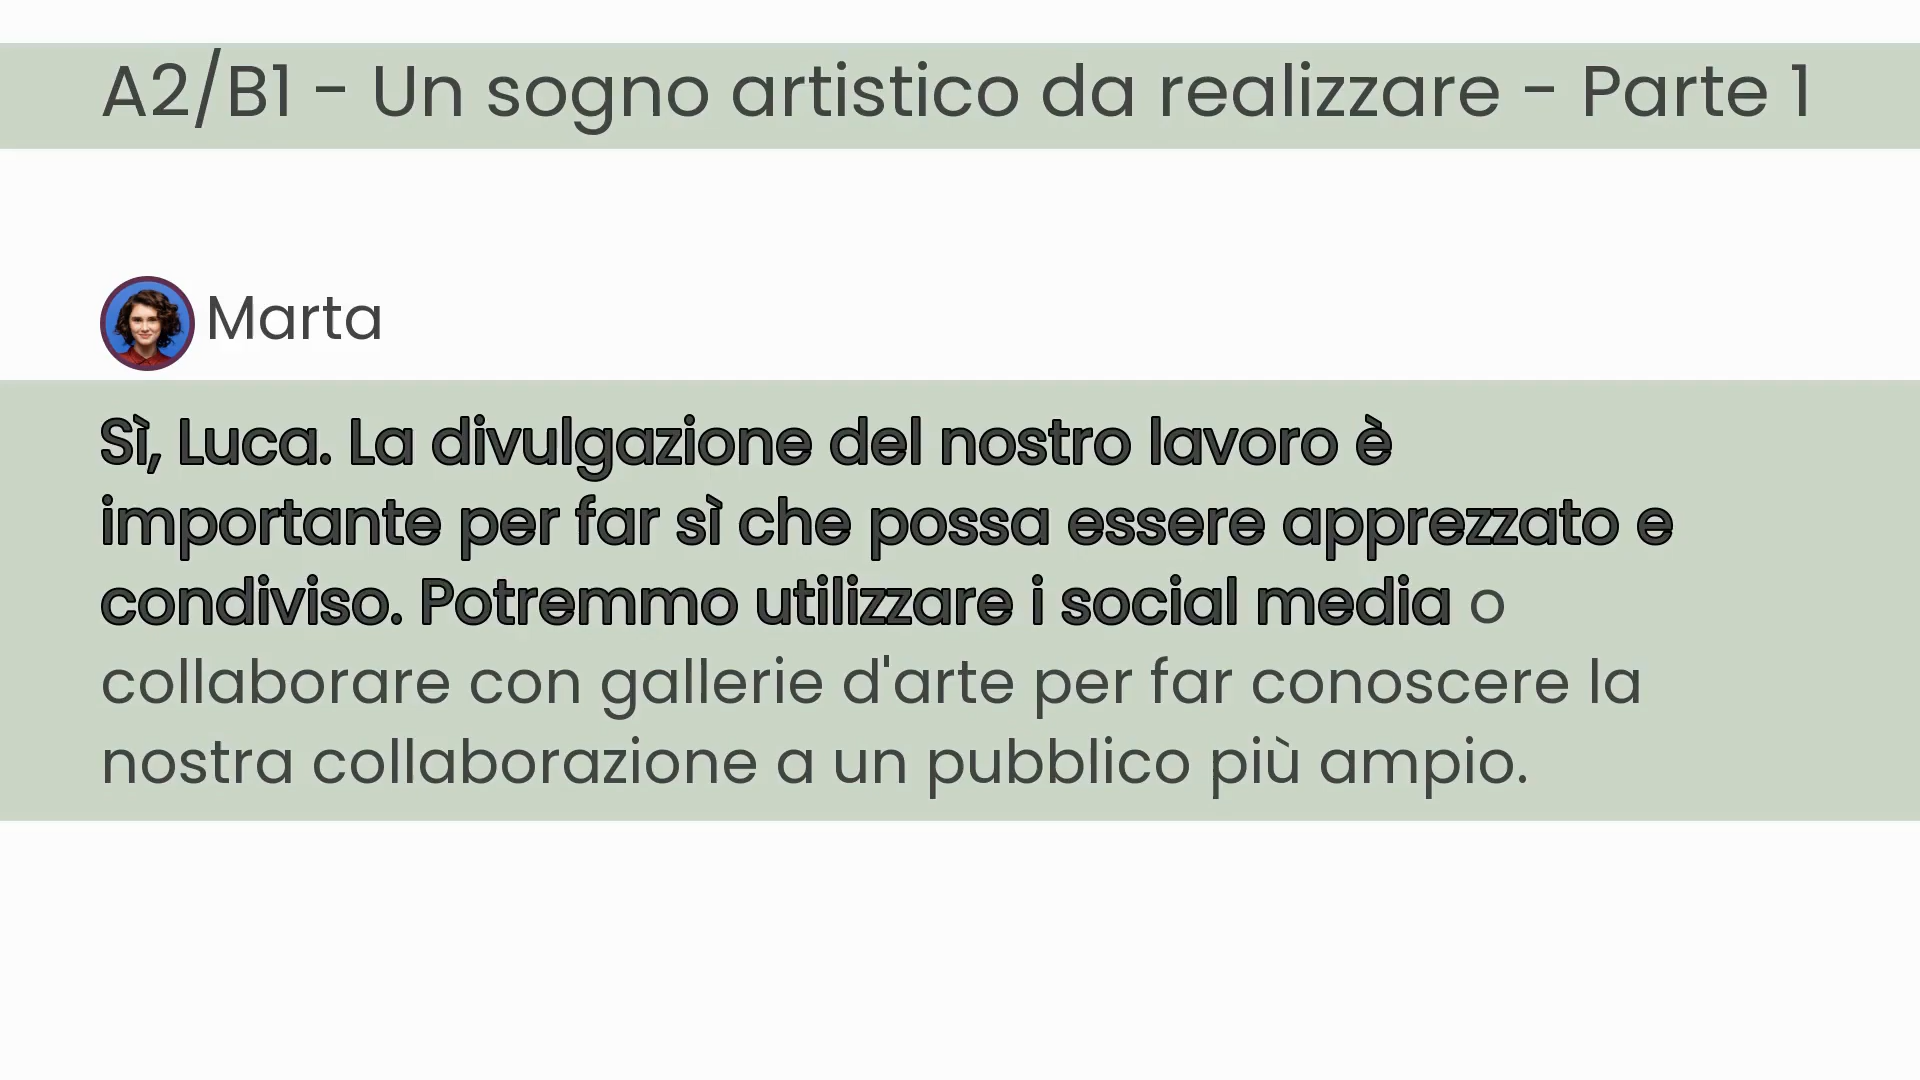 A2/B1 - Un sogno artistico da realizzare - Parte 1
Marta
Sì, Luca. La divulgazione del nostro lavoro è
importante per far sì che possa essere apprezzato e
condiviso. Potremmo utilizzare i social media o
collaborare con gallerie d'arte per far conoscere la
nostra collaborazione a un pubblico più ampio.